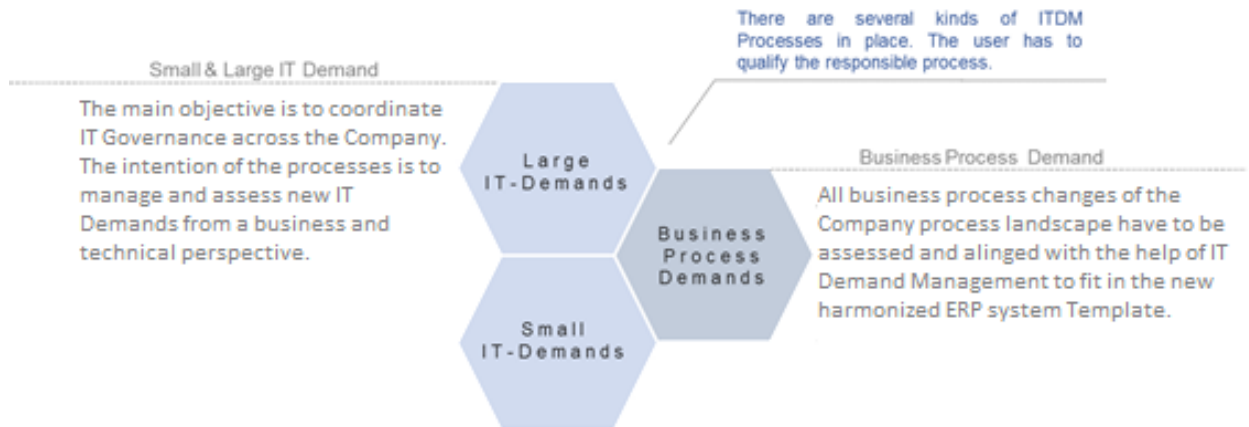 There are several kinds of ITDM
Processes in place. The user has to
qualify the responsible process.
Small & Large IT Demand
The main objective is to coordinate
IT Governance across the Company.
The intention of the processes is to
manage and assess new IT
Demands from a business and
technical perspective.
Large
IT-Demands
Business
Process
Demands
Small
IT-Demands
Business Process Demand
All business process changes of the
Company process landscape have to be
assessed and alinged with the help of IT
Demand Management to fit in the new
harmonized ERP system Template.